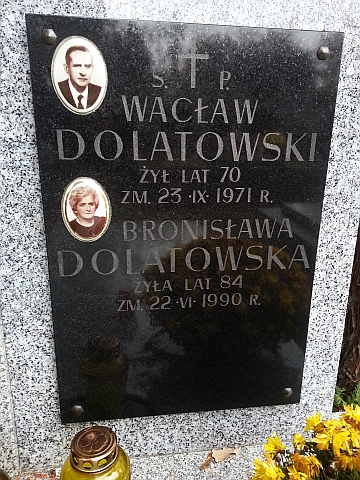 Ś. P.
WACŁAW
DOLATOWSKI
ŻYŁ LAT 70
ZM. 23·IX·1971 R.
BRONISŁAWA
DOLATOWSKA
ŻYŁA LAT 84
ZM. 22·VI·1990 R.